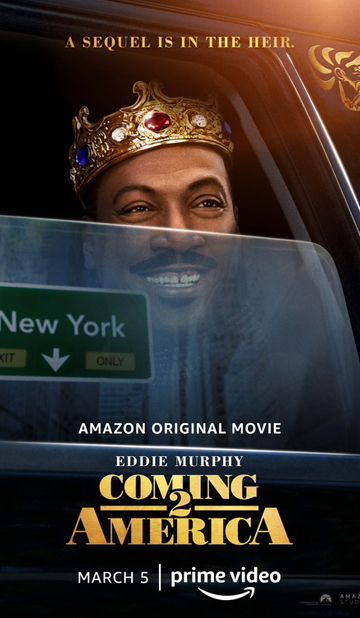 A SEQUEL IS IN THE HEIR.
New York
EXIT
ONLY
AMAZON ORIGINAL MOVIE
EDDIE MURPHY
COMING
2
AMERICA
MARCH 5 | prime video